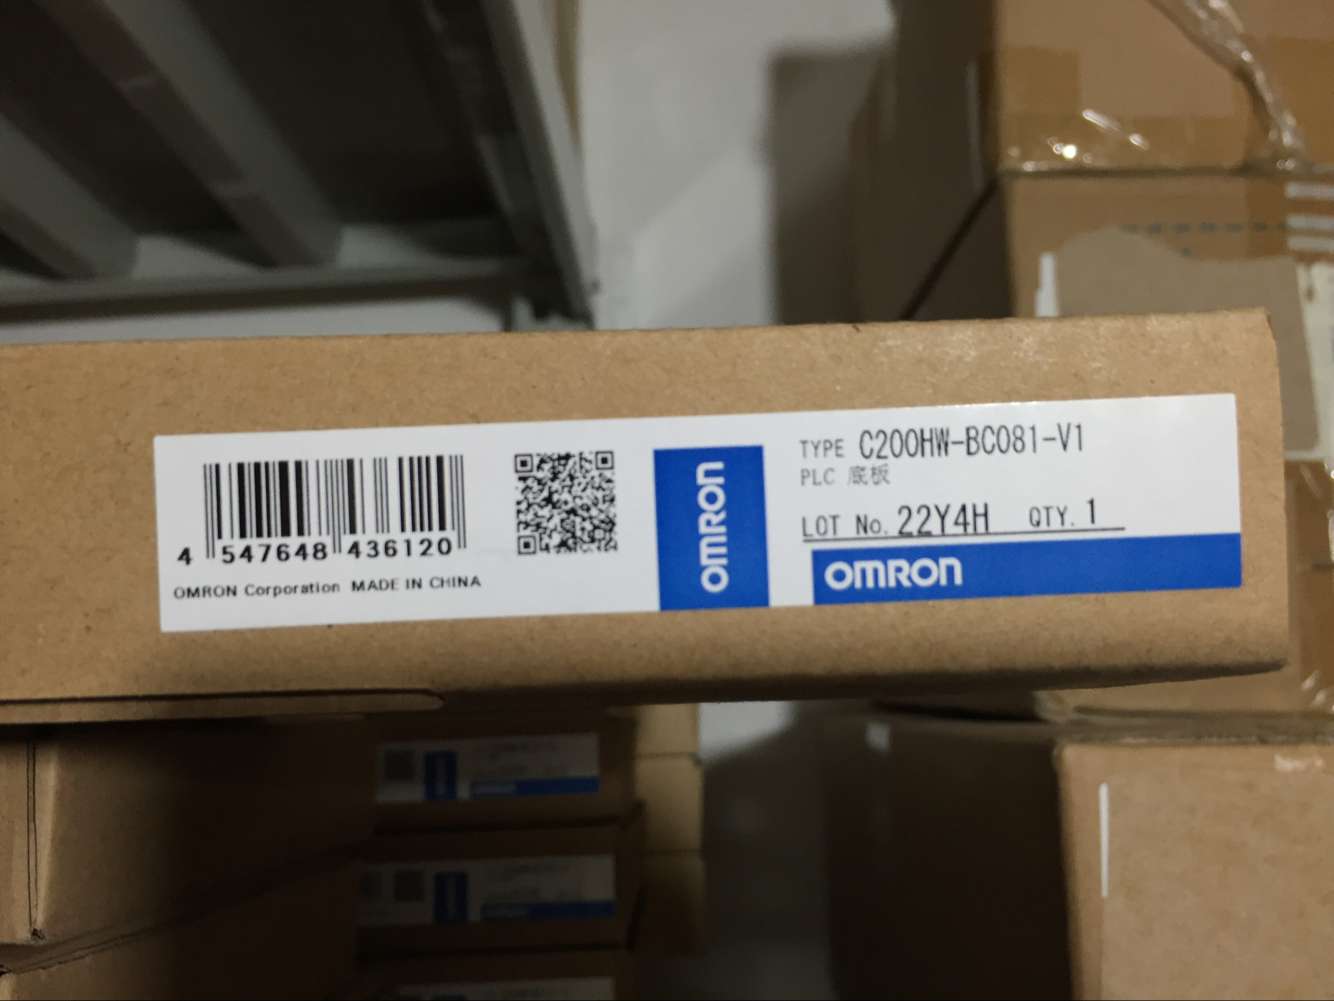 4 547648 436120
OMRON Corporation MADE IN CHINA
OMRON
TYPE C200HW-BC081-V1
PLC 底板
LOT No. 22Y4H QTY. 1
OMRON